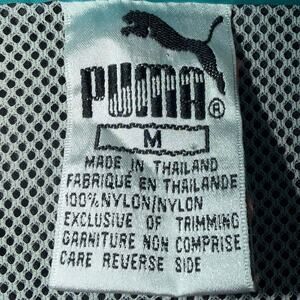 PUMA®
M
MADE IN THAILAND
FABRIQUÉ EN THAILANDE
100% NYLON/NYLON
EXCLUSIVE OF TRIMMING
GARNITURE NON COMPRISE
CARE REVERSE SIDE